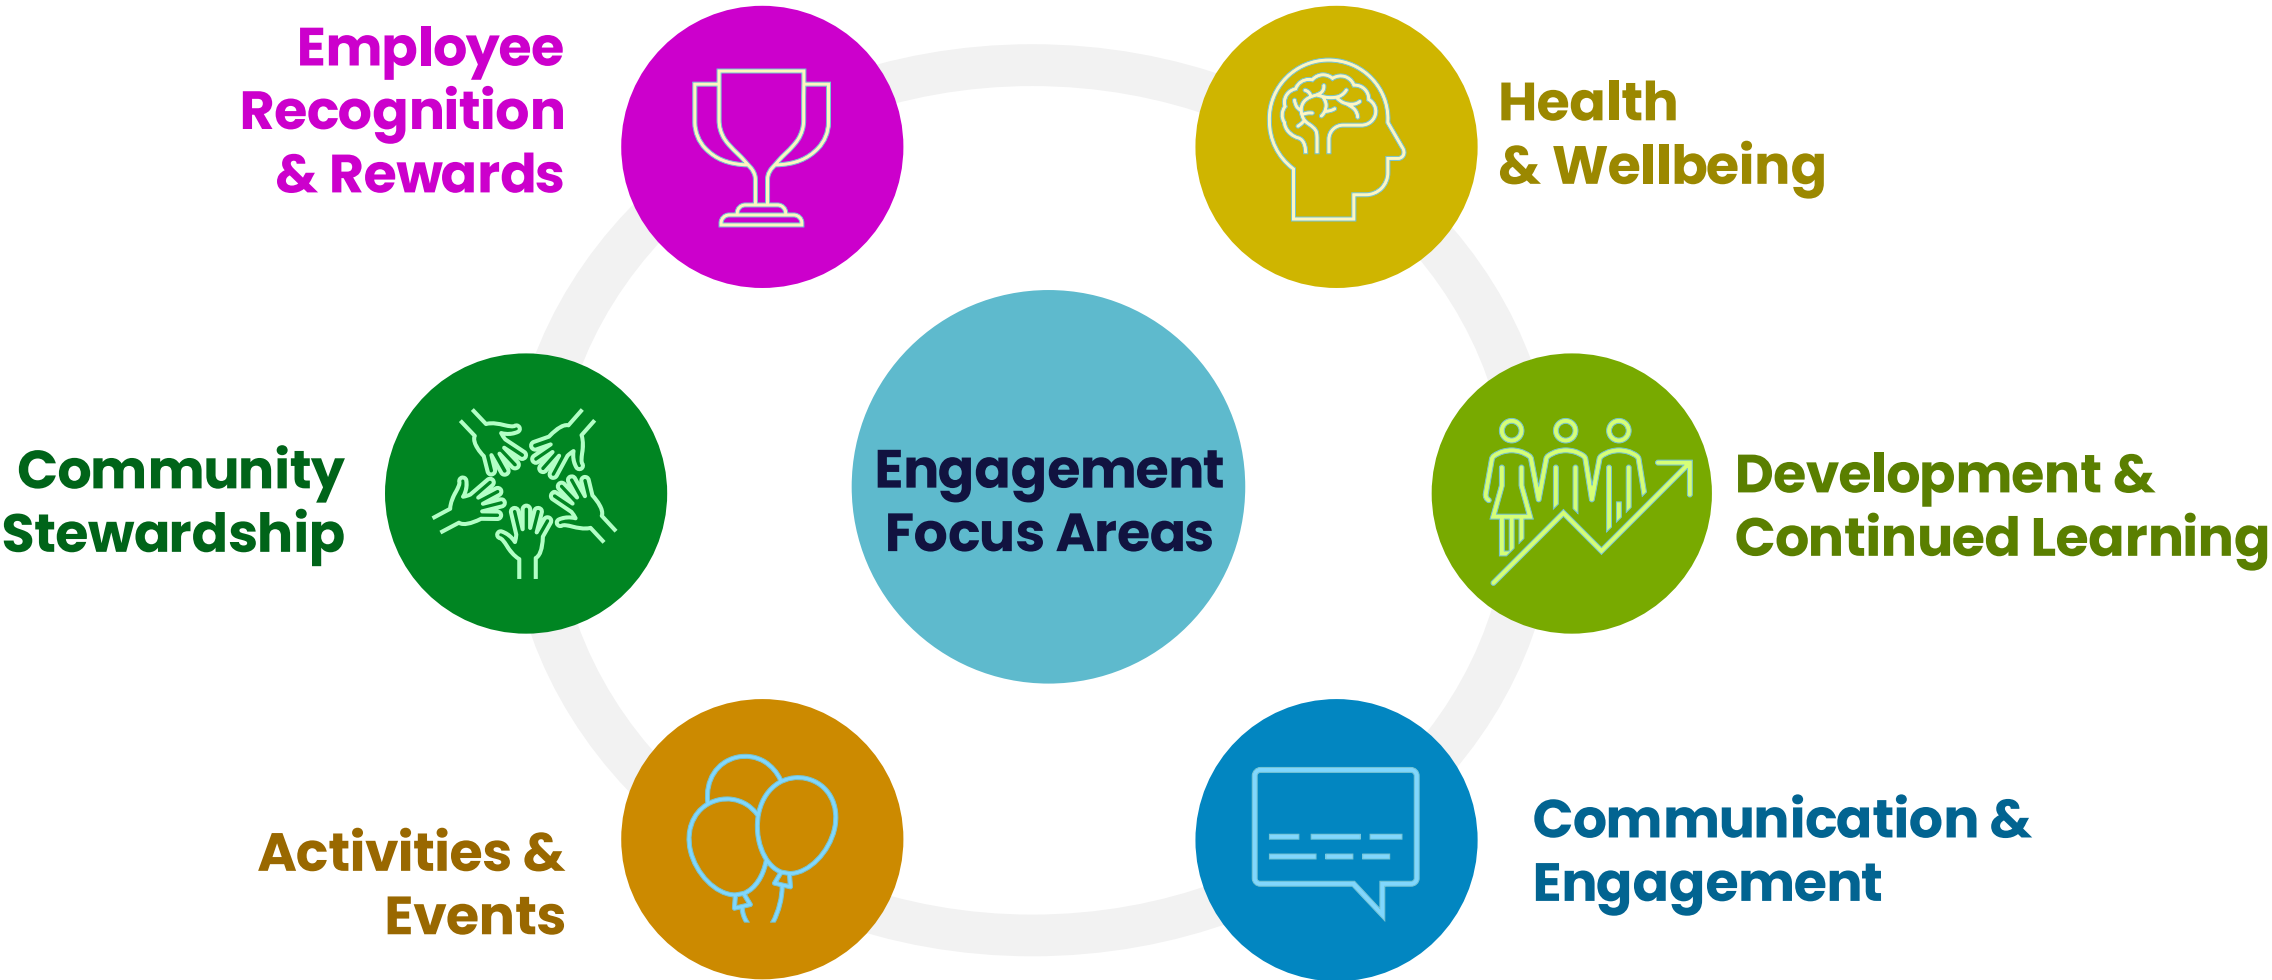 Employee
Recognition
& Rewards
Health
& Wellbeing
Community
Stewardship
Engagement
Focus Areas
Development &
Continued Learning
Activities &
Events
Communication &
Engagement